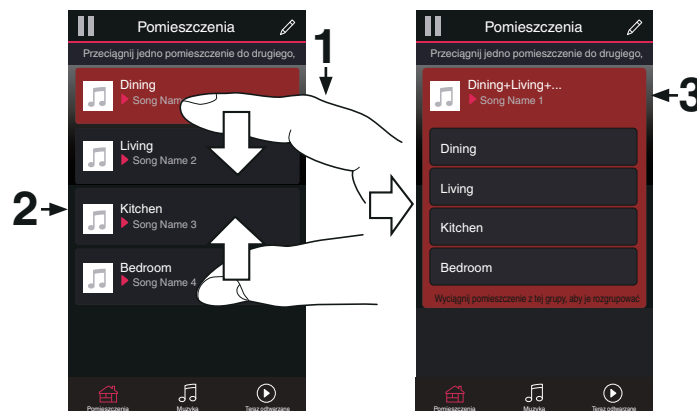 Pomieszczenia
Przeciągnij jedno pomieszczenie do drugiego,
1
Dining
Song Na
Living
Song Name 2
2
Kitchen
Song Name 3
Bedroom
Song Name 4
Pomieszczenia
Muzyka
Teraz odtwarzane
Pomieszczenia
Przeciągnij jedno pomieszczenie do drugiego,
Dining+Living+...
Song Name 1
3
Dining
Living
Kitchen
Bedroom
Wyciągnij pomieszczenie z tej grupy, aby je rozgrupować
Pomieszczenia
Muzyka
Teraz odtwarzane